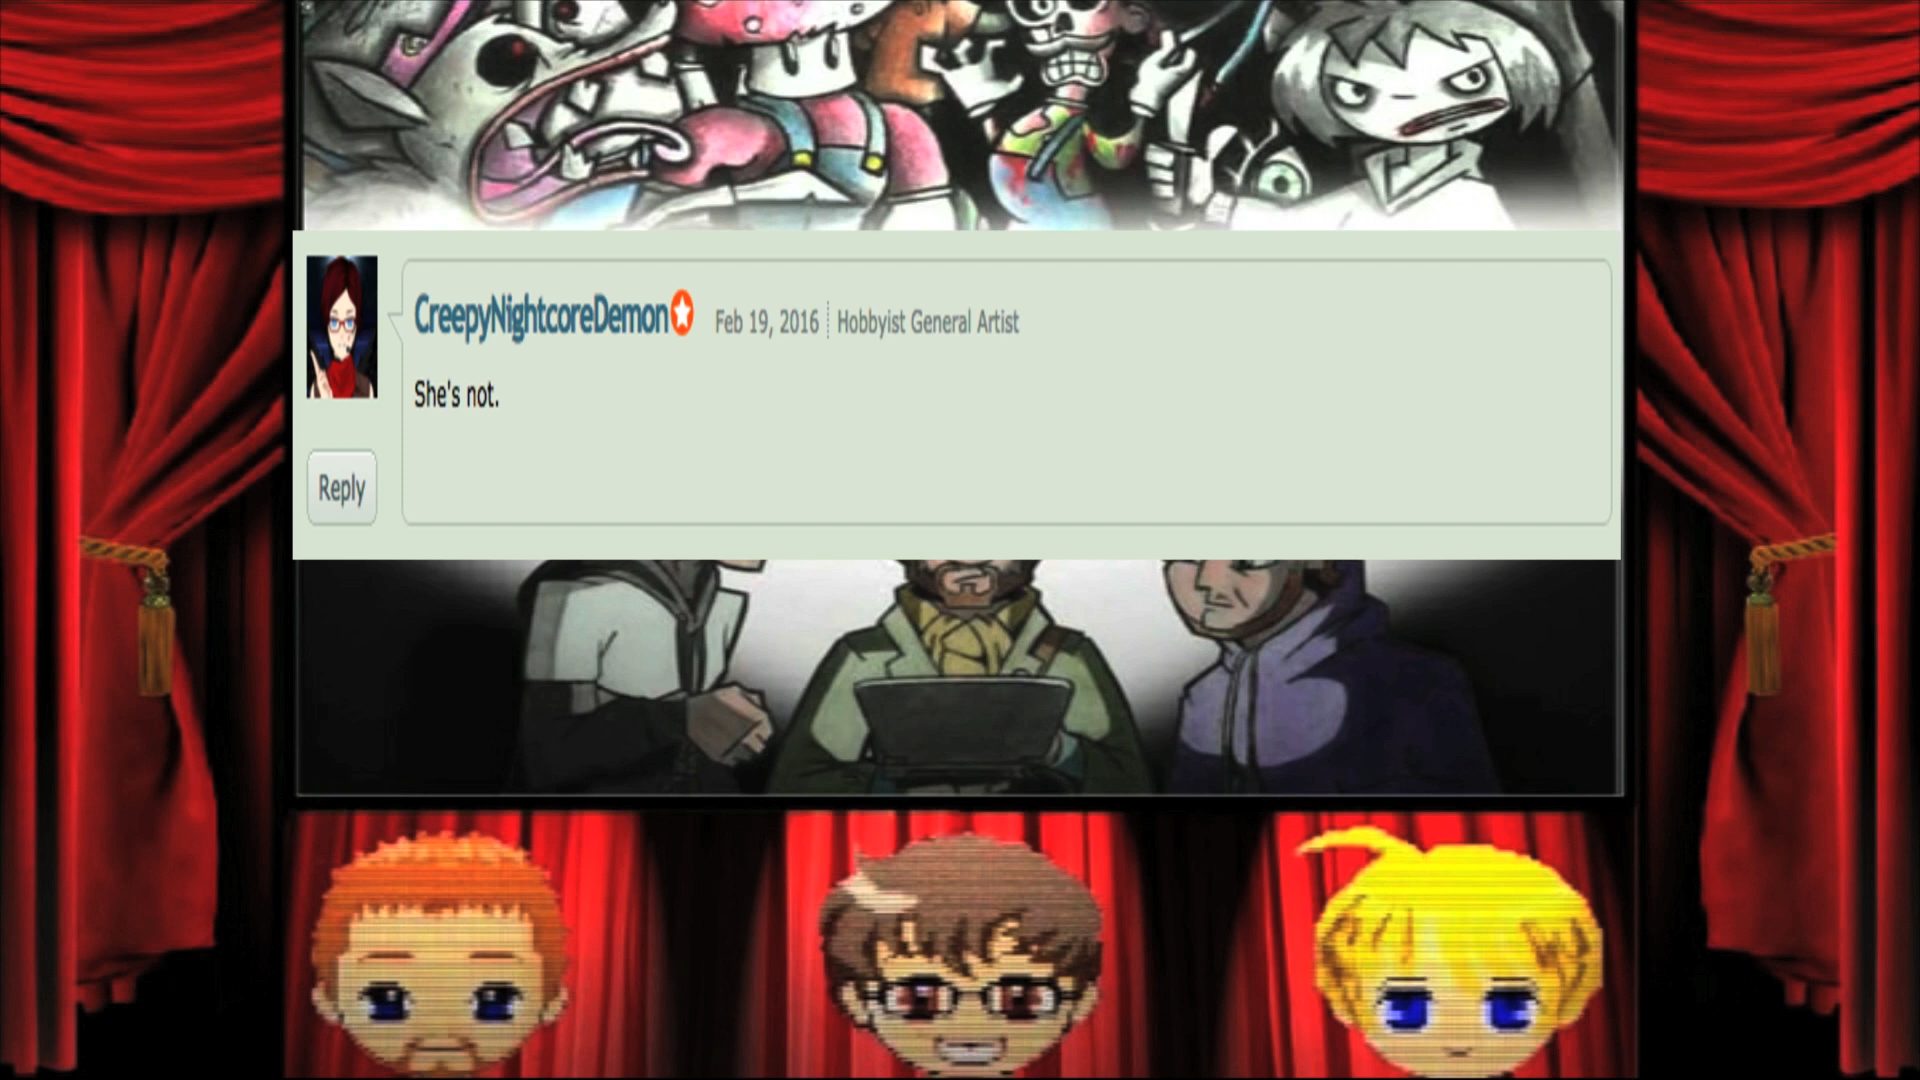 CreepyNightcoreDemon Feb 19, 2016 Hobbyist General Artist
She's not.
Reply